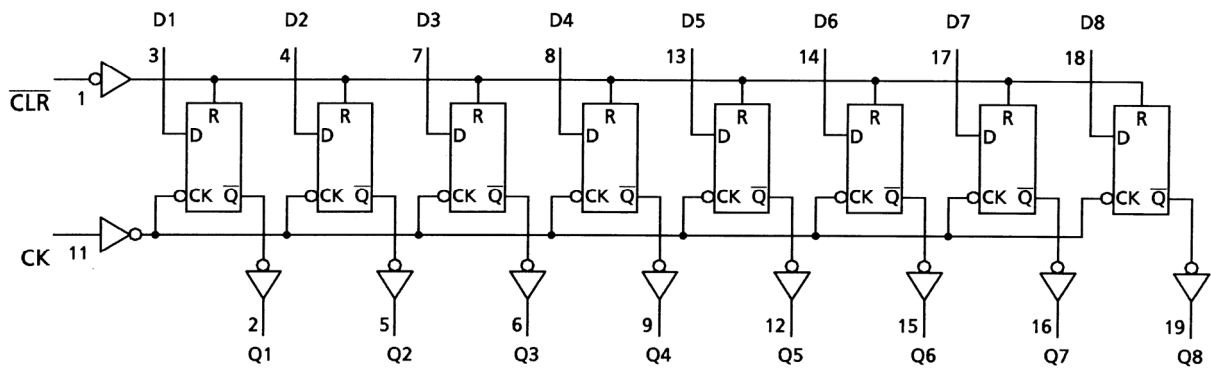 D1 D2 D3 D4 D5 D6 D7 D8
3 4 7 8 13 14 17 18
C̅L̅R̅ 1
R R R R R R R R
D D D D D D D D
CK Q̅ CK Q̅ CK Q̅ CK Q̅ CK Q̅ CK Q̅ CK Q̅ CK Q̅
CK 11
2 5 6 9 12 15 16 19
Q1 Q2 Q3 Q4 Q5 Q6 Q7 Q8